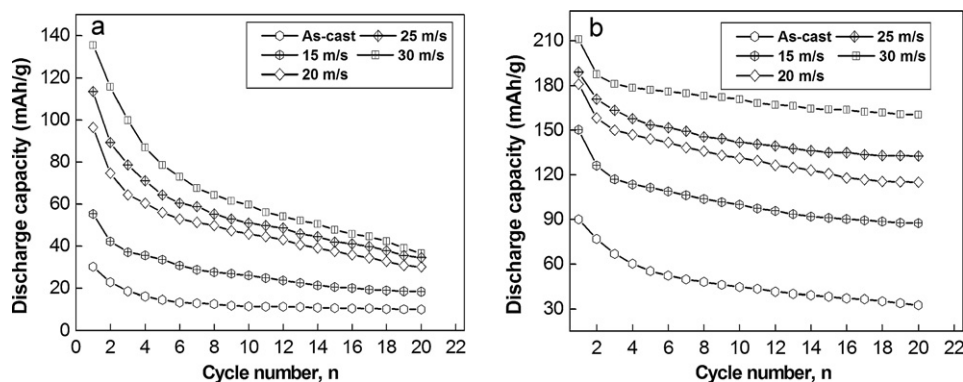 a
As-cast
25 m/s
15 m/s
30 m/s
20 m/s
Discharge capacity (mAh/g)
140
120
100
80
60
40
20
0
0 2 4 6 8 10 12 14 16 18 20 22
Cycle number, n
b
As-cast
25 m/s
15 m/s
30 m/s
20 m/s
Discharge capacity (mAh/g)
210
180
150
120
90
60
30
2 4 6 8 10 12 14 16 18 20 22
Cycle number, n